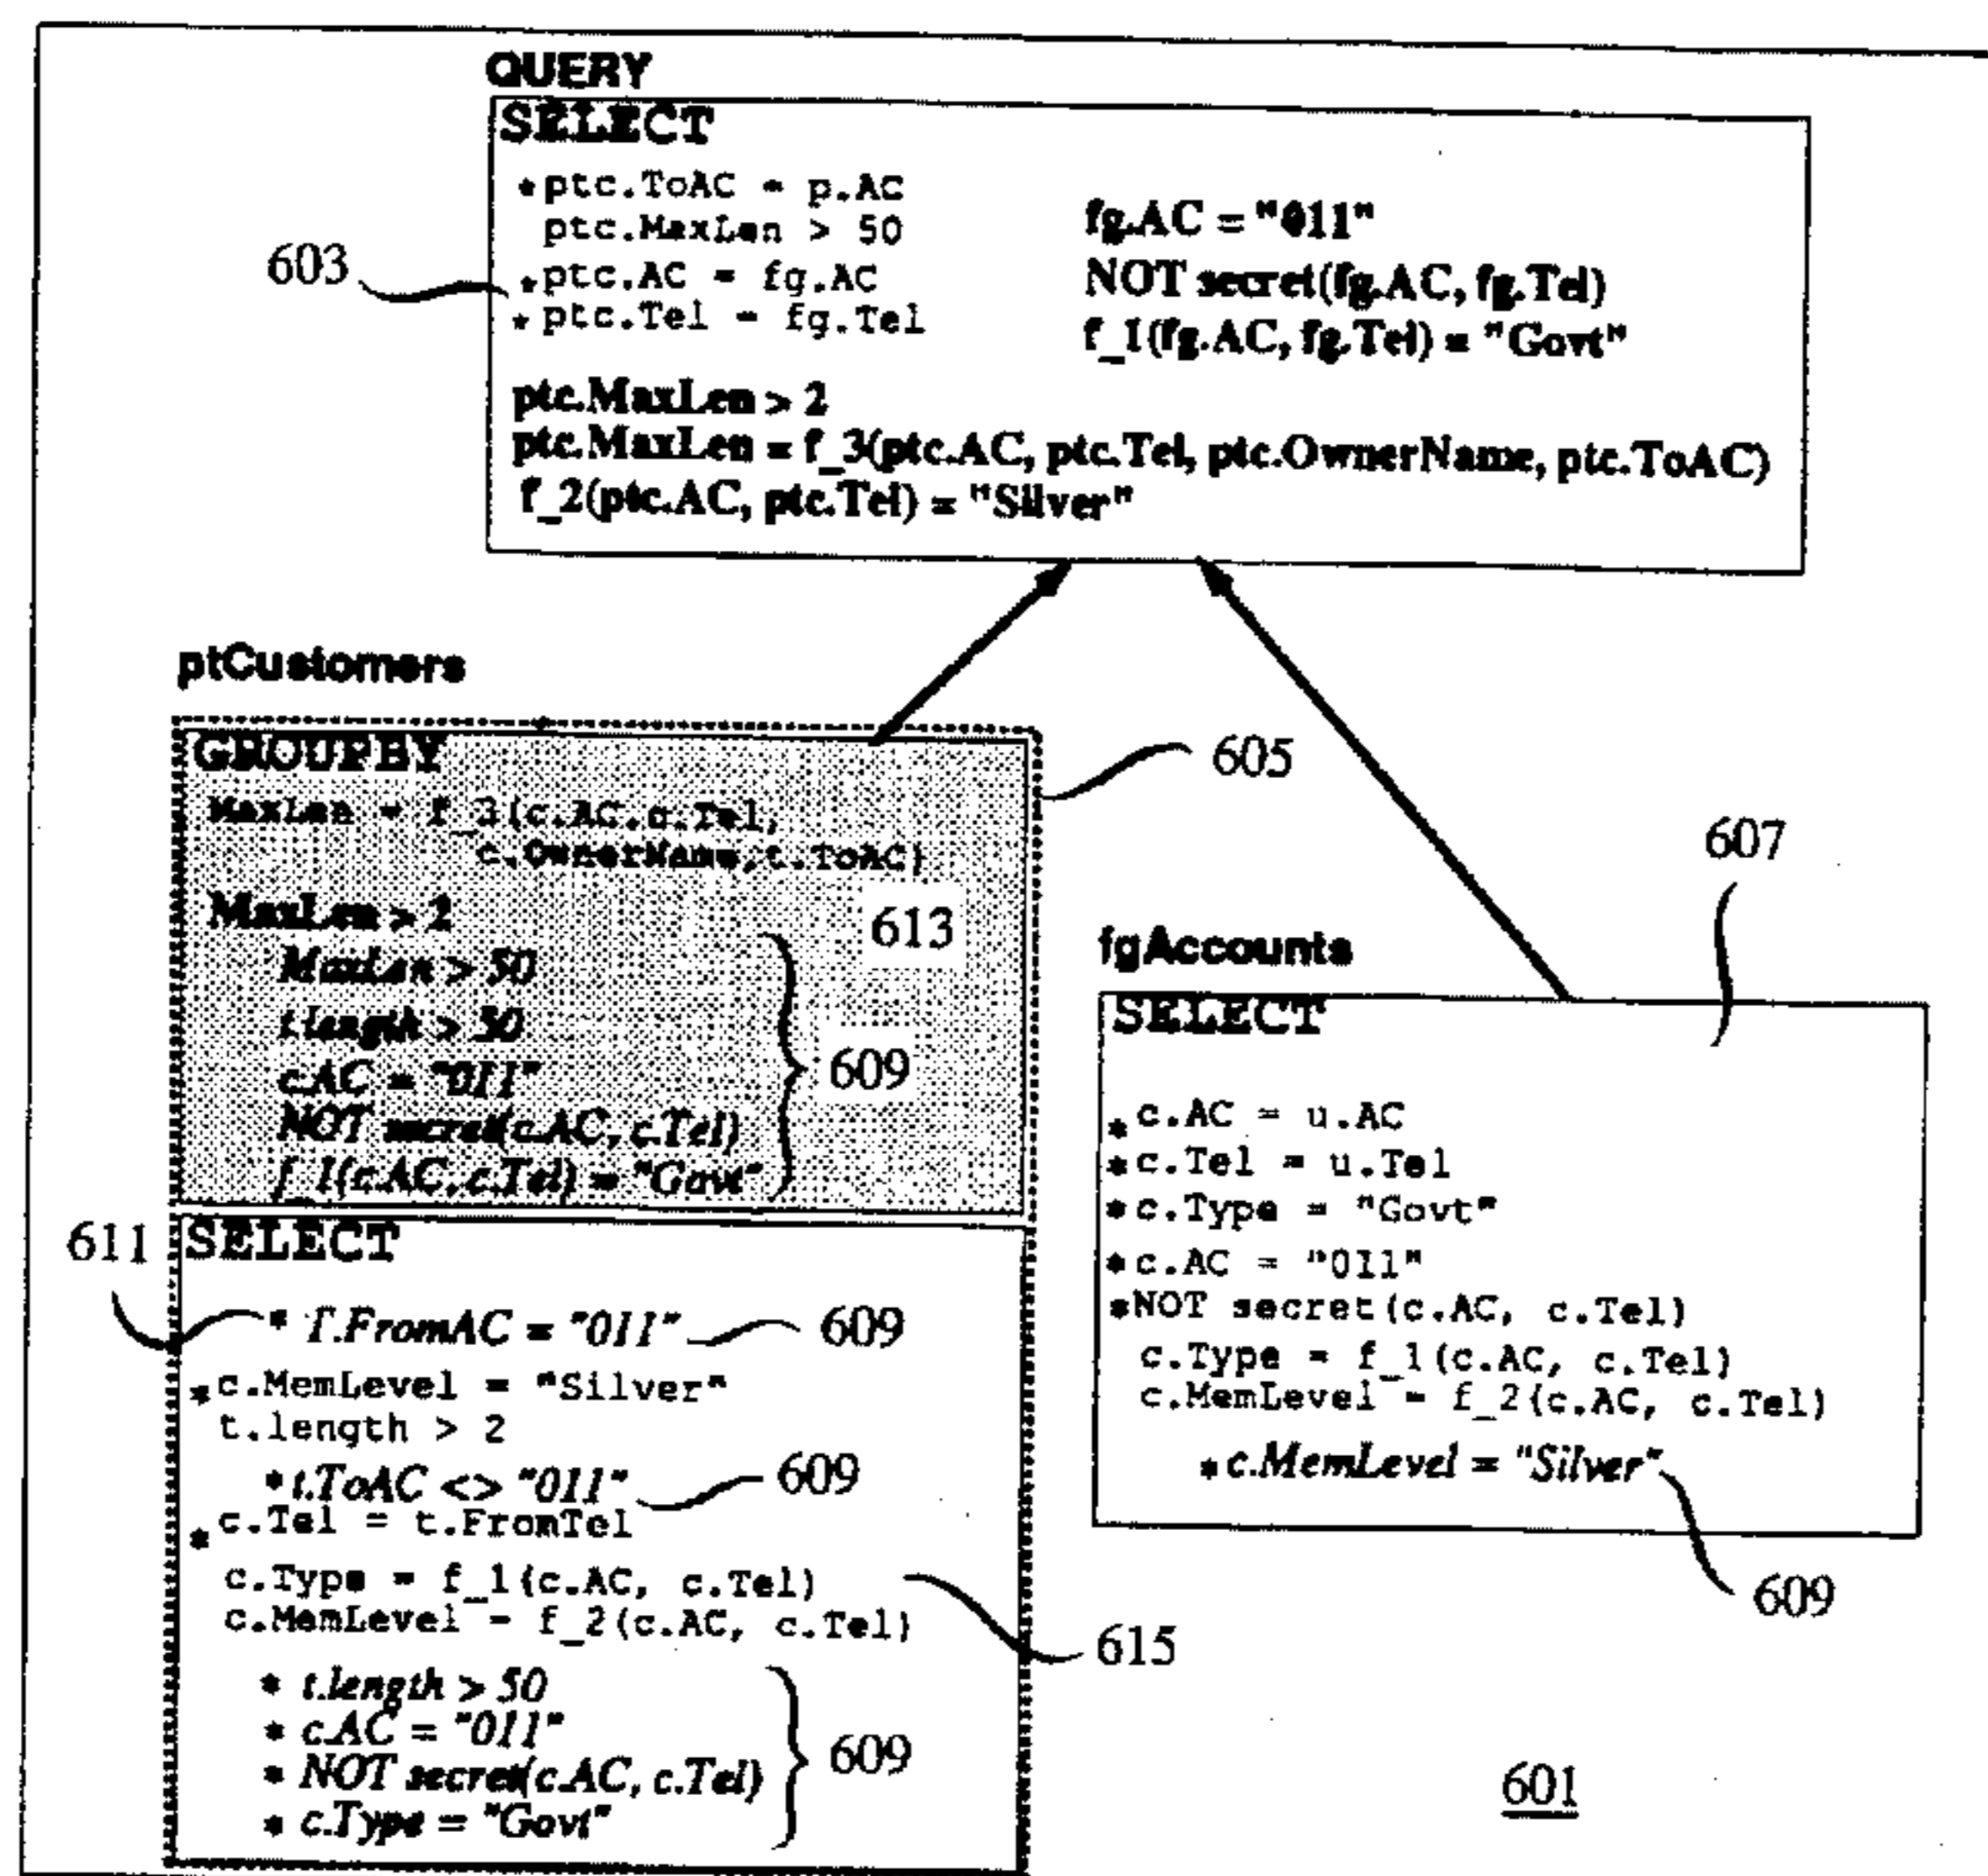 QUERY
SELECT
*ptc.ToAC = p.AC
ptc.MaxLen > 50
*ptc.AC = fg.AC
*ptc.Tel = fg.Tel
fg.AC = "011"
NOT secret(fg.AC, fg.Tel)
f_1(fg.AC, fg.Tel) = "Govt"
603
ptc.MaxLen > 2
ptc.MaxLen = f_3(ptc.AC, ptc.Tel, ptc.OwnerName, ptc.ToAC)
f_2(ptc.AC, ptc.Tel) = "Silver"
ptCustomers
GROUPBY
MaxLen = f_3(c.AC.c.Tel,
c.OwnerName,t.ToAC)
MaxLen > 2
613
MaxLen > 50
t.length > 50
c.AC = "011"
NOT secret(c.AC, c.Tel)
f_1(c.AC, c.Tel) = "Govt"
609
605
611
SELECT
* T.FromAC = "011"
609
*c.MemLevel = "Silver"
t.length > 2
*t.ToAC <> "011"
609
*c.Tel = t.FromTel
c.Type = f_1(c.AC, c.Tel)
c.MemLevel = f_2(c.AC, c.Tel)
615
* t.length > 50
* c.AC = "011"
* NOT secret(c.AC, c.Tel)
* c.Type = "Govt"
609
607
fgAccounts
SELECT
*c.AC = u.AC
*c.Tel = u.Tel
*c.Type = "Govt"
*c.AC = "011"
*NOT secret(c.AC, c.Tel)
c.Type = f_1(c.AC, c.Tel)
c.MemLevel = f_2(c.AC, c.Tel)
*c.MemLevel = "Silver"
609
601